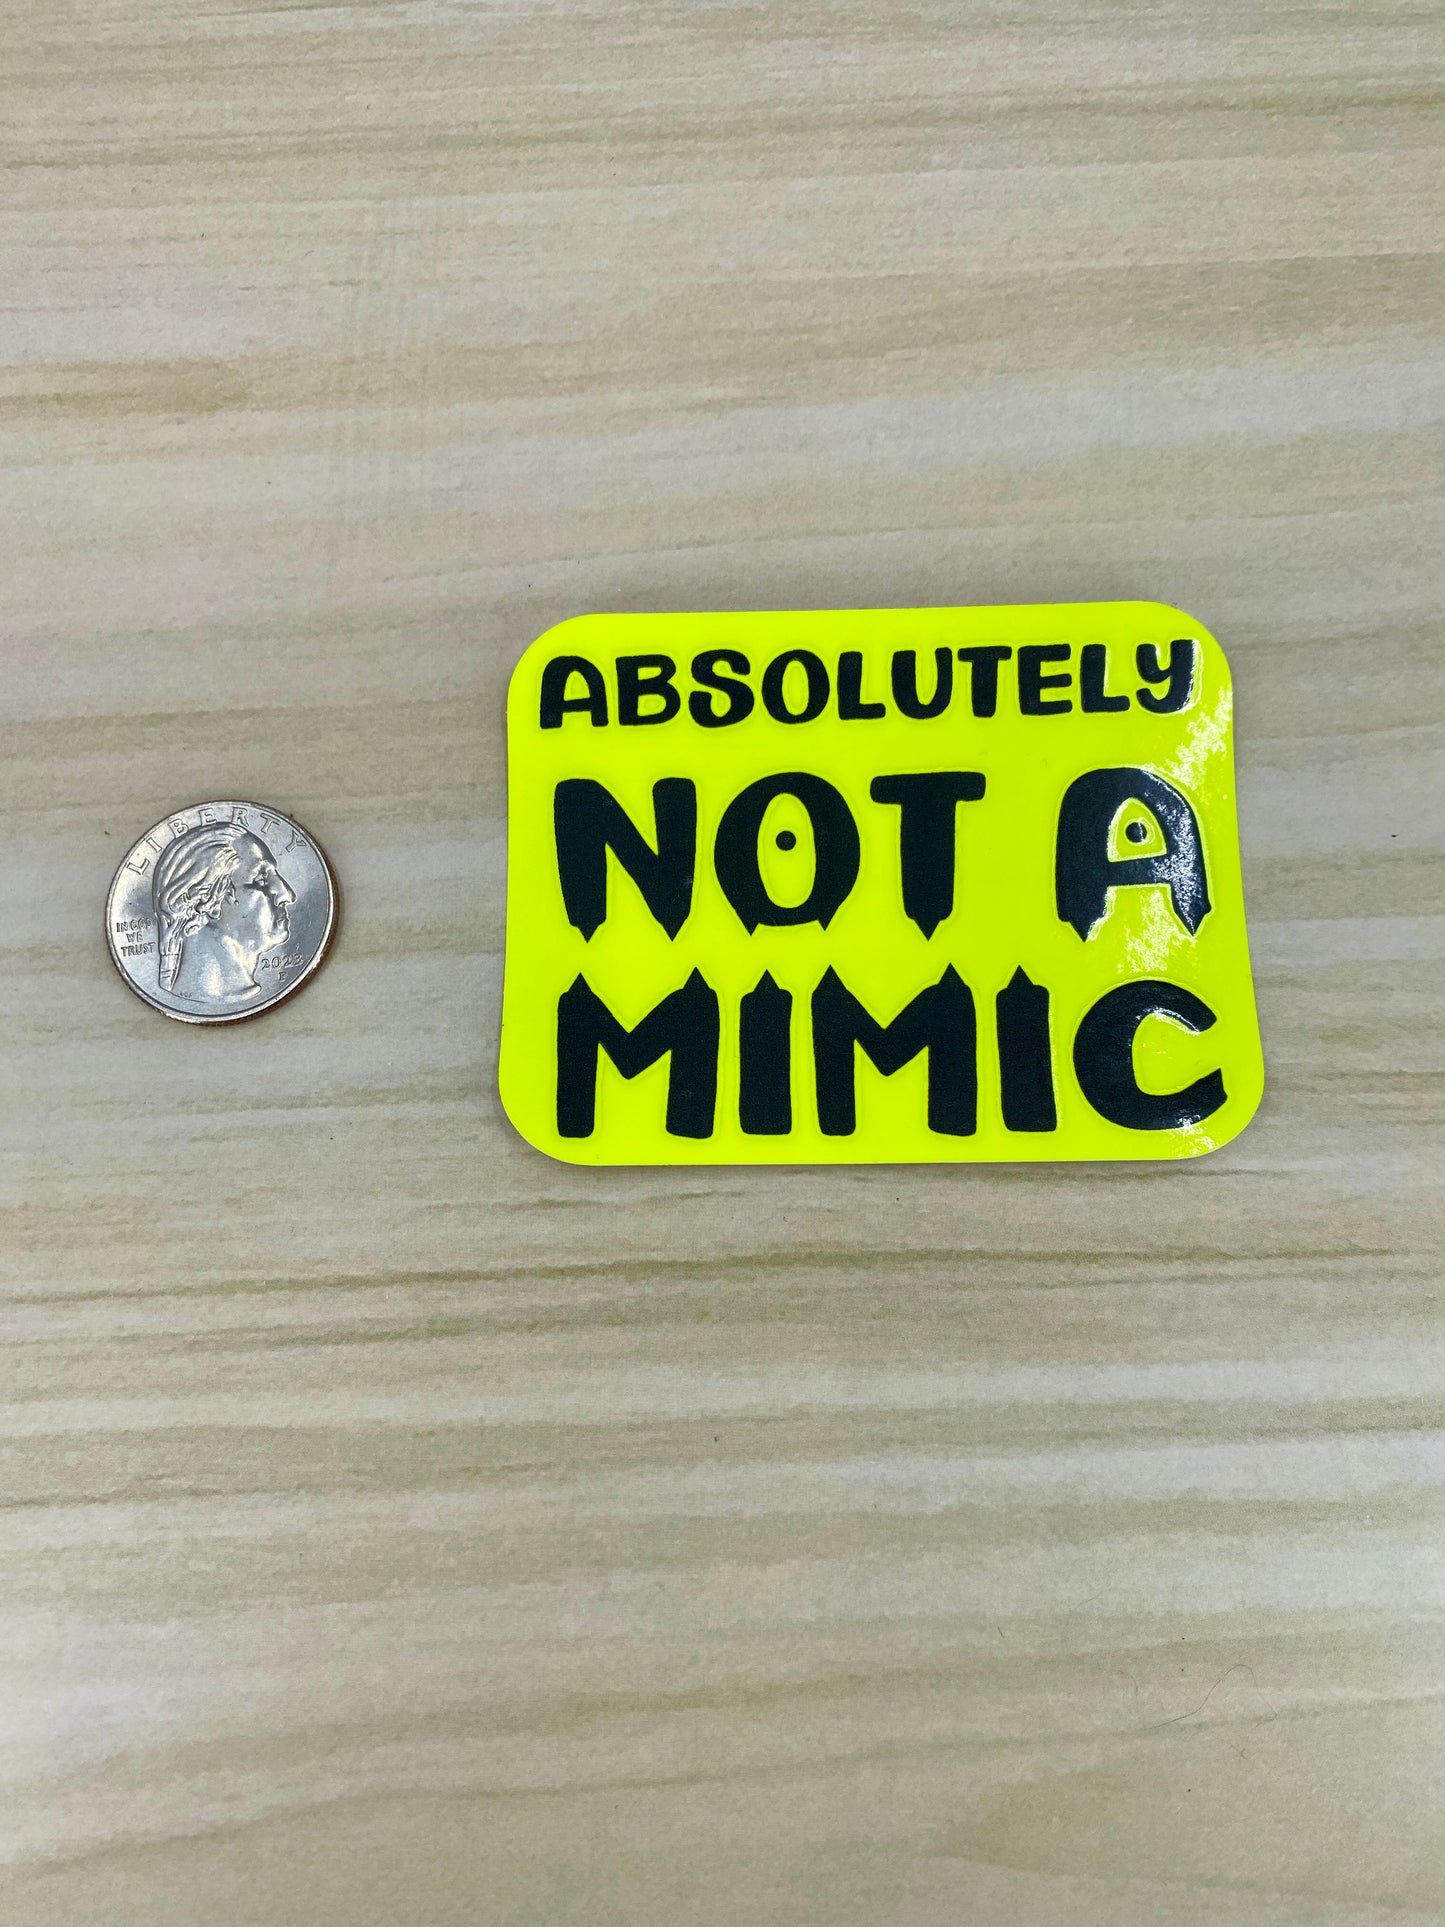 LIBERTY
IN GOD
WE
TRUST
2023
ABSOLUTELY
NOT A
MIMIC